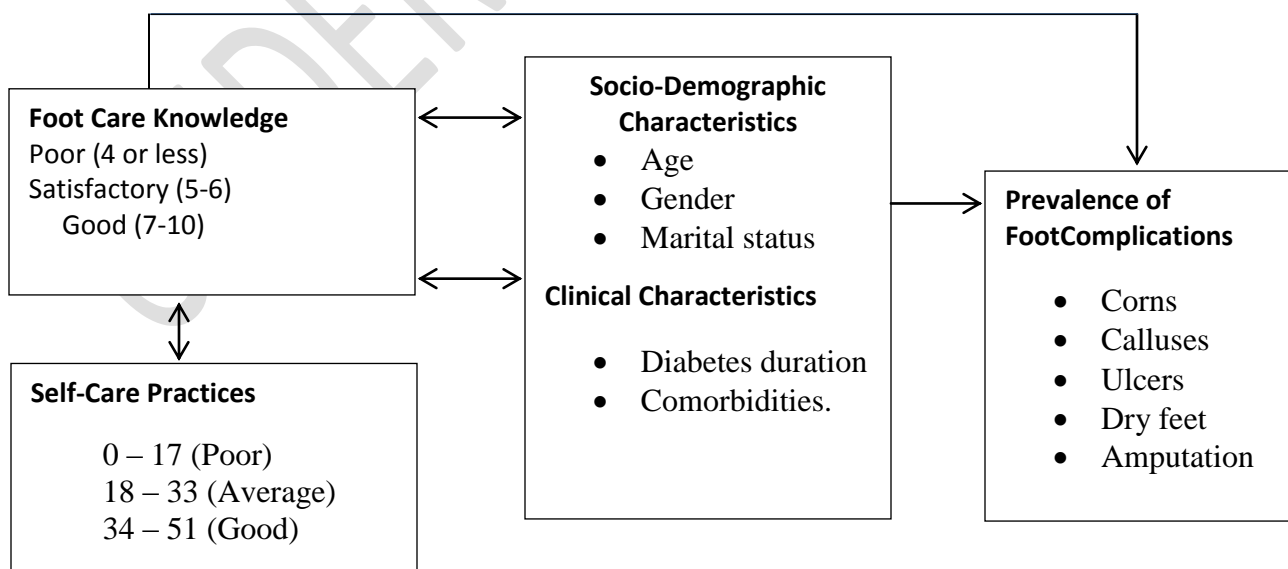 Foot Care Knowledge
Poor (4 or less)
Satisfactory (5-6)
Good (7-10)
Self-Care Practices
0 – 17 (Poor)
18 – 33 (Average)
34 – 51 (Good)
Socio-Demographic
Characteristics
• Age
• Gender
• Marital status
Clinical Characteristics
• Diabetes duration
• Comorbidities.
Prevalence of
FootComplications
• Corns
• Calluses
• Ulcers
• Dry feet
• Amputation